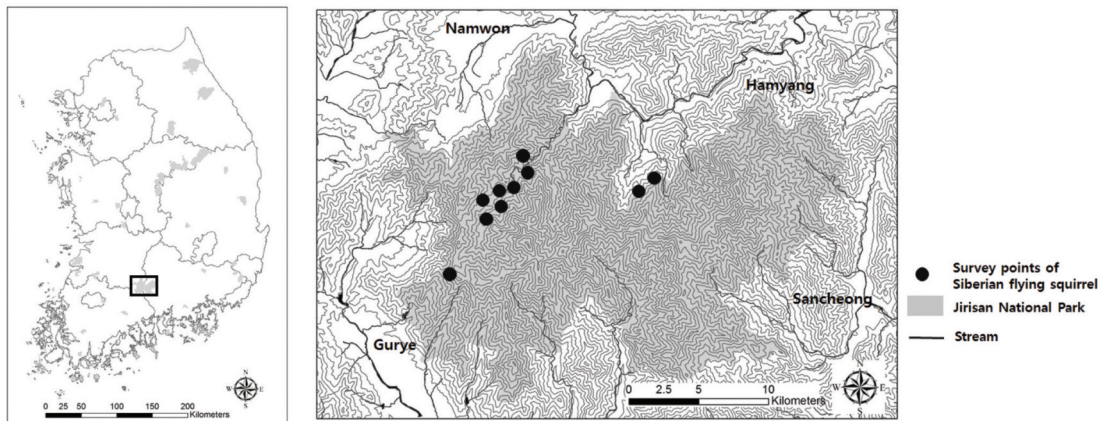 Namwon
Hamyang
Sancheong
Gurye
Survey points of
Siberian flying squirrel
Jirisan National Park
Stream
N
W E
S
0 25 50 100 150 200
Kilometers
0 2.5 5 10
Kilometers
N
W E
S